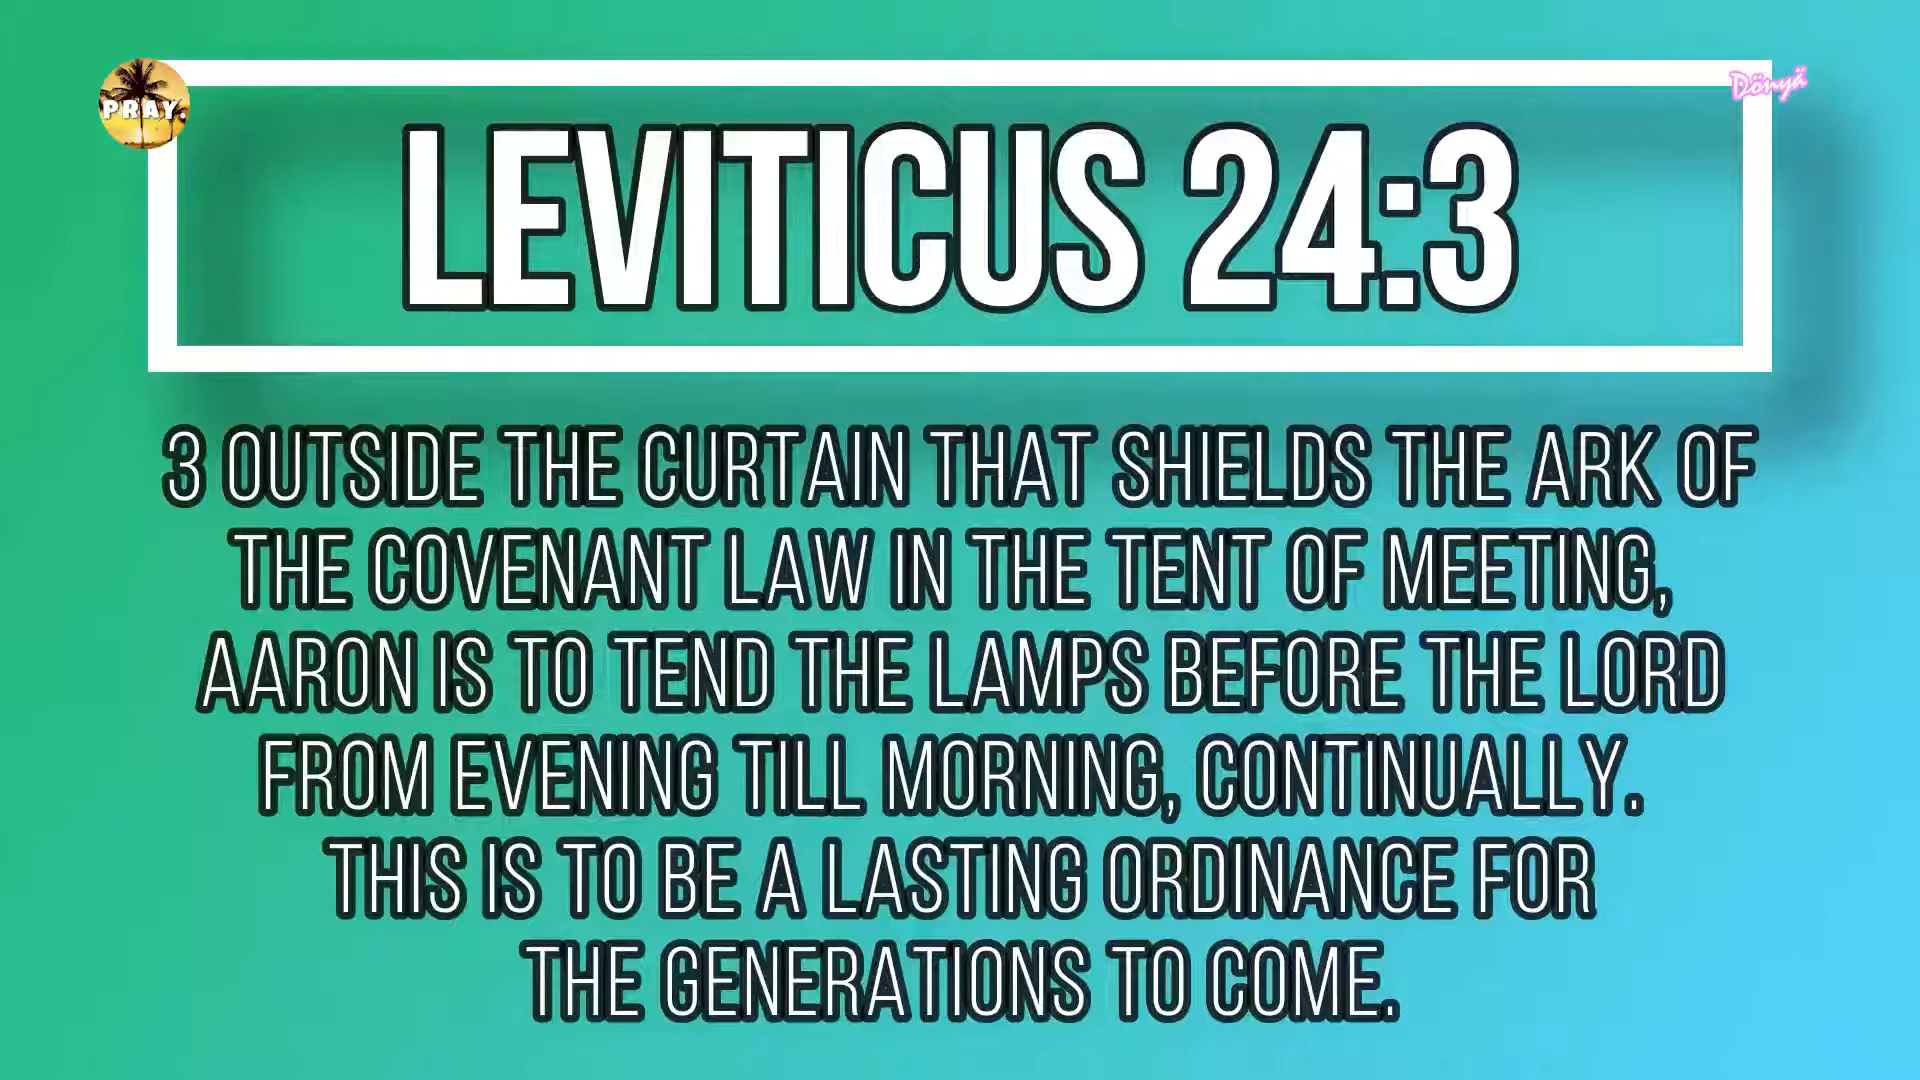 PRAY.
Dönyä
LEVITICUS 24:3
3 OUTSIDE THE CURTAIN THAT SHIELDS THE ARK OF
THE COVENANT LAW IN THE TENT OF MEETING,
AARON IS TO TEND THE LAMPS BEFORE THE LORD
FROM EVENING TILL MORNING, CONTINUALLY.
THIS IS TO BE A LASTING ORDINANCE FOR
THE GENERATIONS TO COME.